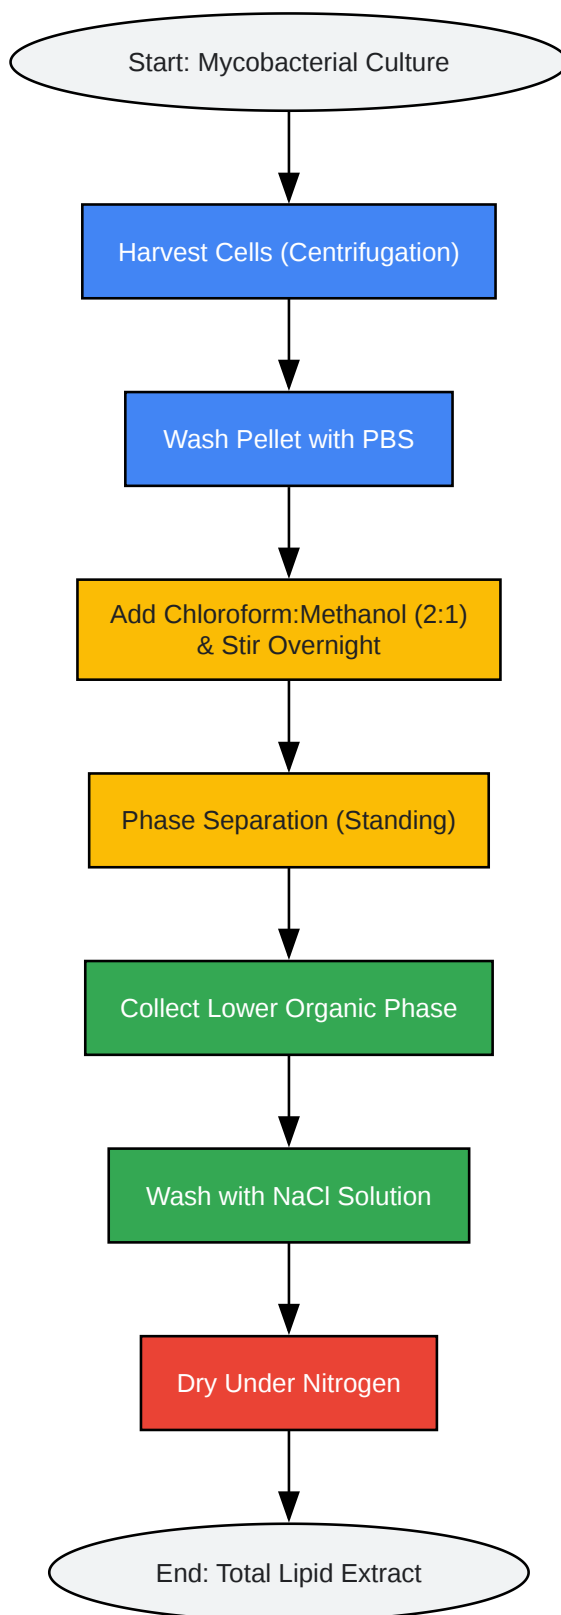 Start: Mycobacterial Culture
Harvest Cells (Centrifugation)
Wash Pellet with PBS
Add Chloroform:Methanol (2:1)
& Stir Overnight
Phase Separation (Standing)
Collect Lower Organic Phase
Wash with NaCl Solution
Dry Under Nitrogen
End: Total Lipid Extract